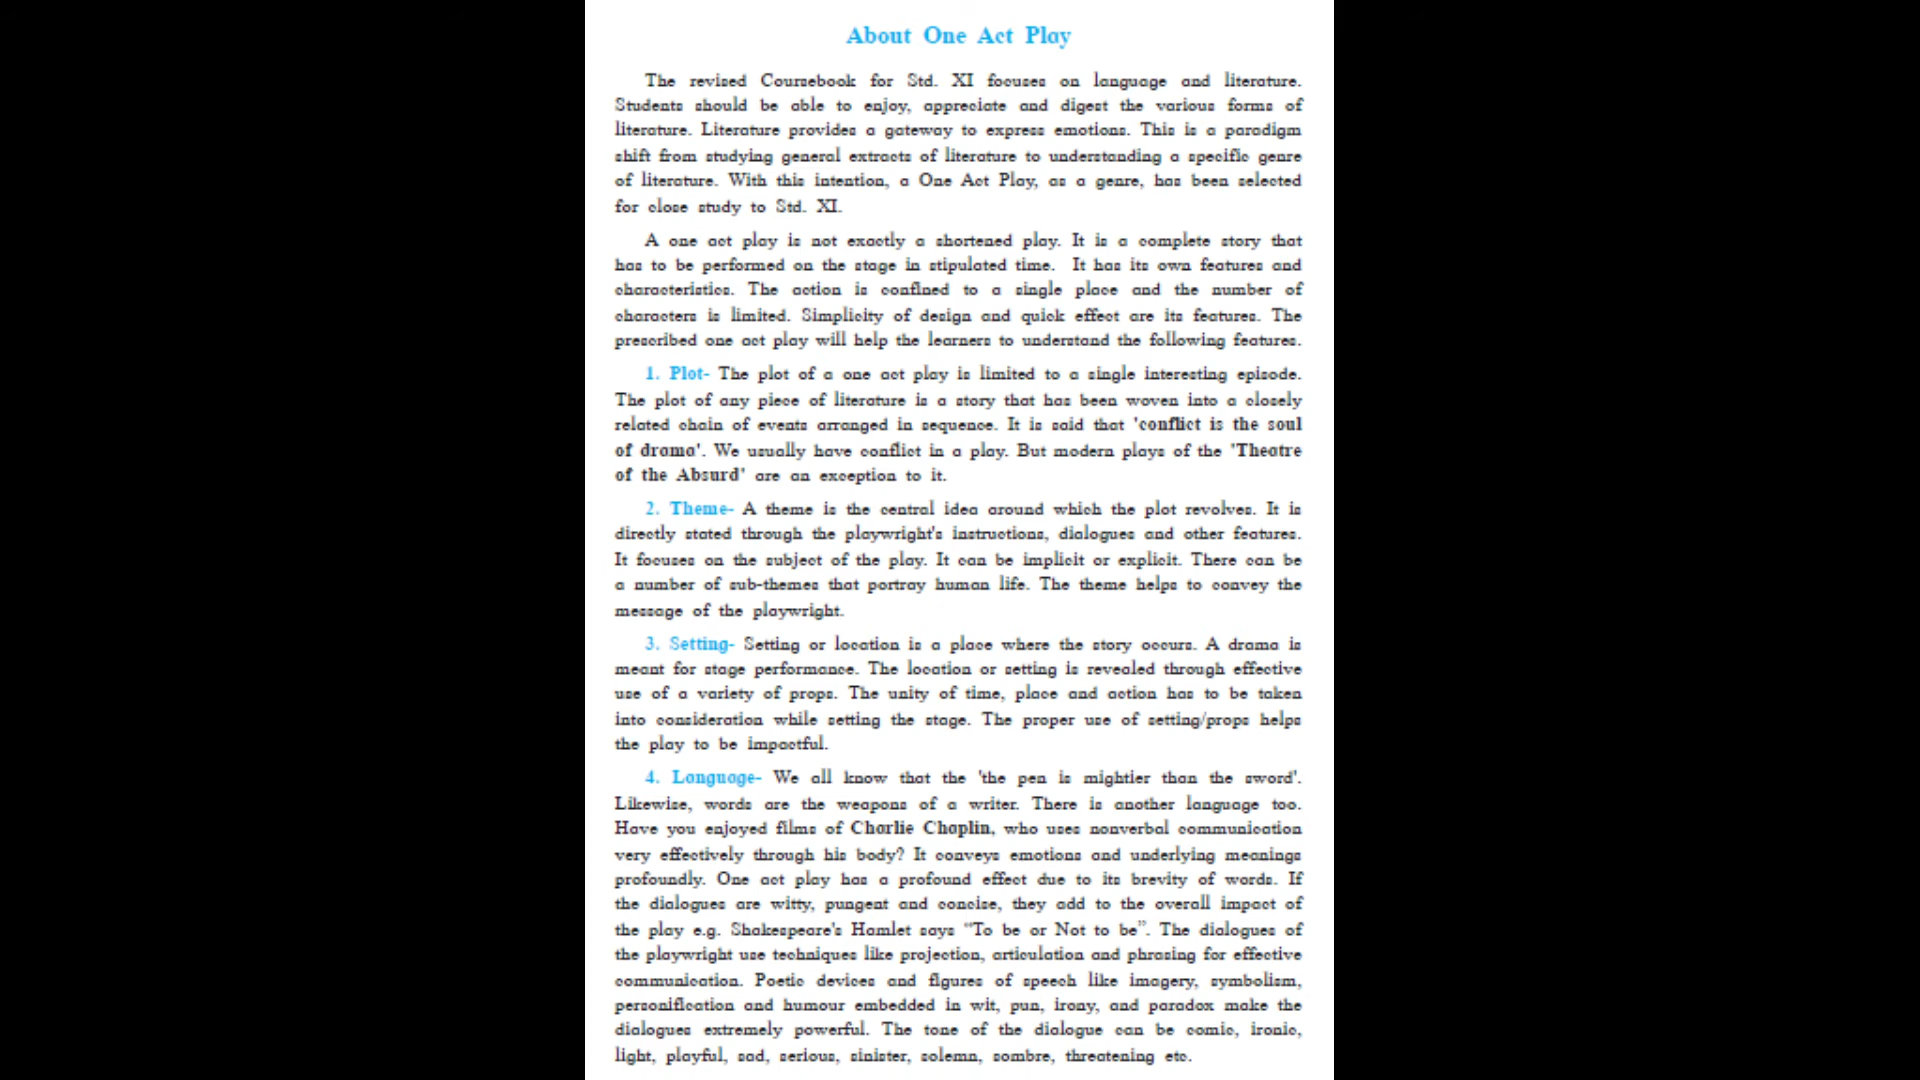 About One Act Play
The revised Coursebook for Std. XI focuses on language and literature.
Students should be able to enjoy, appreciate and digest the various forms of
literature. Literature provides a gateway to express emotions. This is a paradigm
shift from studying general extracts of literature to understanding a specific genre
of literature. With this intention, a One Act Play, as a genre, has been selected
for close study to Std. XI.
A one act play is not exactly a shortened play. It is a complete story that
has to be performed on the stage in stipulated time. It has its own features and
characteristics. The action is confined to a single place and the number of
characters is limited. Simplicity of design and quick effect are its features. The
prescribed one act play will help the learners to understand the following features.
1. Plot- The plot of a one act play is limited to a single interesting episode.
The plot of any piece of literature is a story that has been woven into a closely
related chain of events arranged in sequence. It is said that 'conflict is the soul
of drama'. We usually have conflict in a play. But modern plays of the 'Theatre
of the Absurd' are an exception to it.
2. Theme- A theme is the central idea around which the plot revolves. It is
directly stated through the playwright's instructions, dialogues and other features.
It focuses on the subject of the play. It can be implicit or explicit. There can be
a number of sub-themes that portray human life. The theme helps to convey the
message of the playwright.
3. Setting- Setting or location is a place where the story occurs. A drama is
meant for stage performance. The location or setting is revealed through effective
use of a variety of props. The unity of time, place and action has to be taken
into consideration while setting the stage. The proper use of setting/props helps
the play to be impactful.
4. Language- We all know that the 'the pen is mightier than the sword'.
Likewise, words are the weapons of a writer. There is another language too.
Have you enjoyed films of Charlie Chaplin, who uses nonverbal communication
very effectively through his body? It conveys emotions and underlying meanings
profoundly. One act play has a profound effect due to its brevity of words. If
the dialogues are witty, pungent and concise, they add to the overall impact of
the play e.g. Shakespeare's Hamlet says “To be or Not to be”. The dialogues of
the playwright use techniques like projection, articulation and phrasing for effective
communication. Poetic devices and figures of speech like imagery, symbolism,
personification and humour embedded in wit, pun, irony, and paradox make the
dialogues extremely powerful. The tone of the dialogue can be comic, ironic,
light, playful, sad, serious, sinister, solemn, sombre, threatening etc.